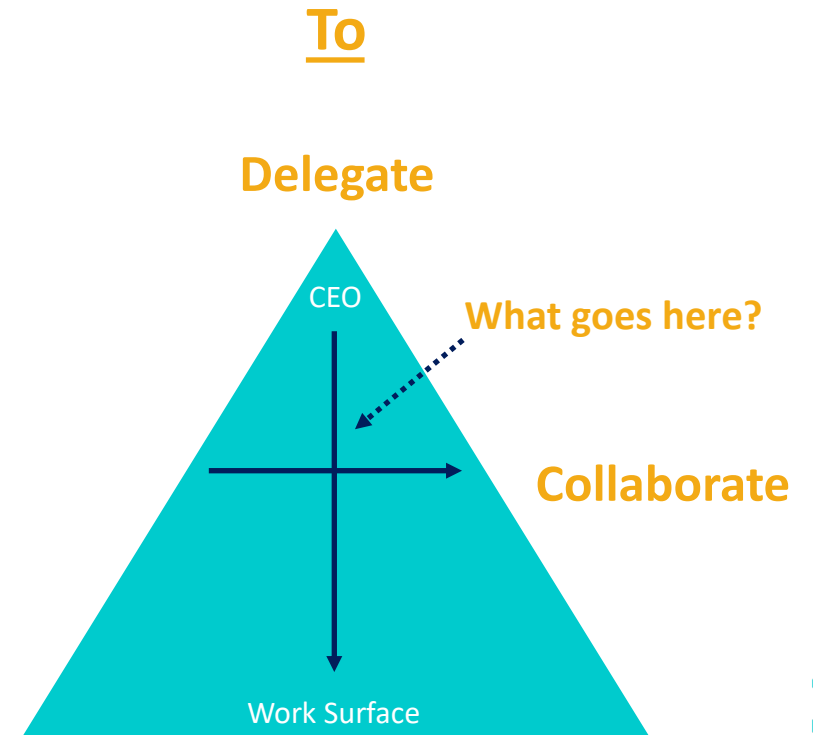 To
Delegate
CEO
What goes here?
Collaborate
Work Surface